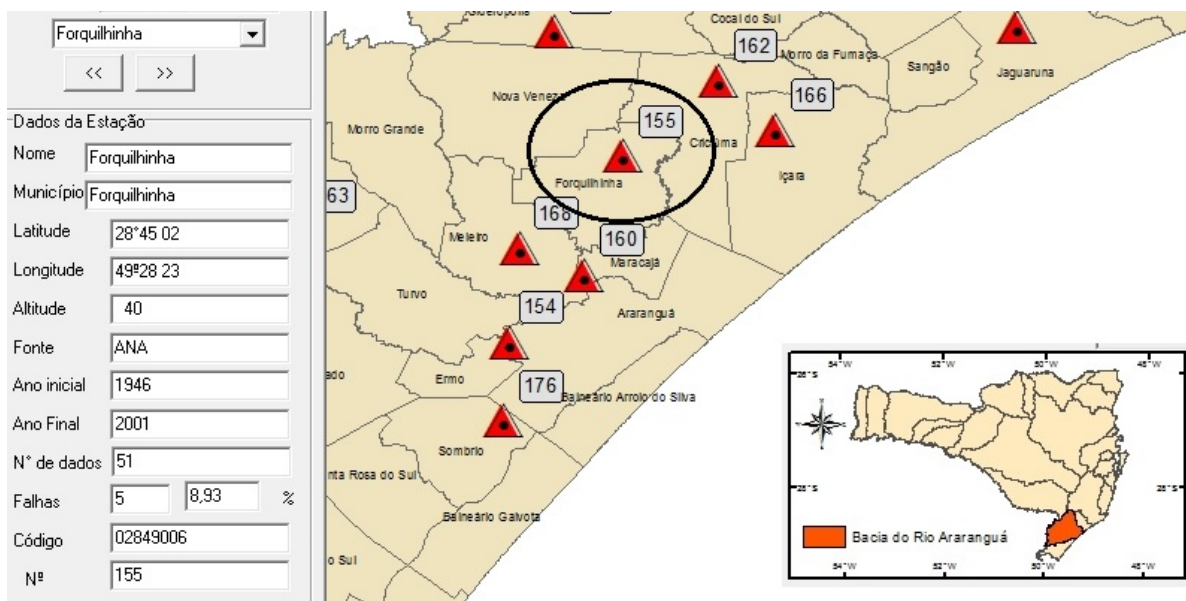 Forquilhinha
<<
>>
Dados da Estação
Nome
Forquilhinha
Município
Forquilhinha
Latitude
28°45 02
Longitude
49º28 23
Altitude
40
Fonte
ANA
Ano inicial
1946
Ano Final
2001
N° de dados
51
Falhas
5
8,93
%
Código
02849006
Nº
155
Cocal do Sul
162
Morro da Fumaça
Sangão
Jaguaruna
Nova Veneza
166
155
Morro Grande
Criciúma
Içara
Forquilhinha
63
168
160
Meleiro
Maracajá
Turvo
154
Araranguá
Ermo
176
Balneário Arroio do Silva
Sombrio
nta Rosa do Sul
Balneário Gaivota
o Sul
54°W
52°W
50°W
48°W
Bacia do Rio Araranguá
54°W
52°W
50°W
48°W